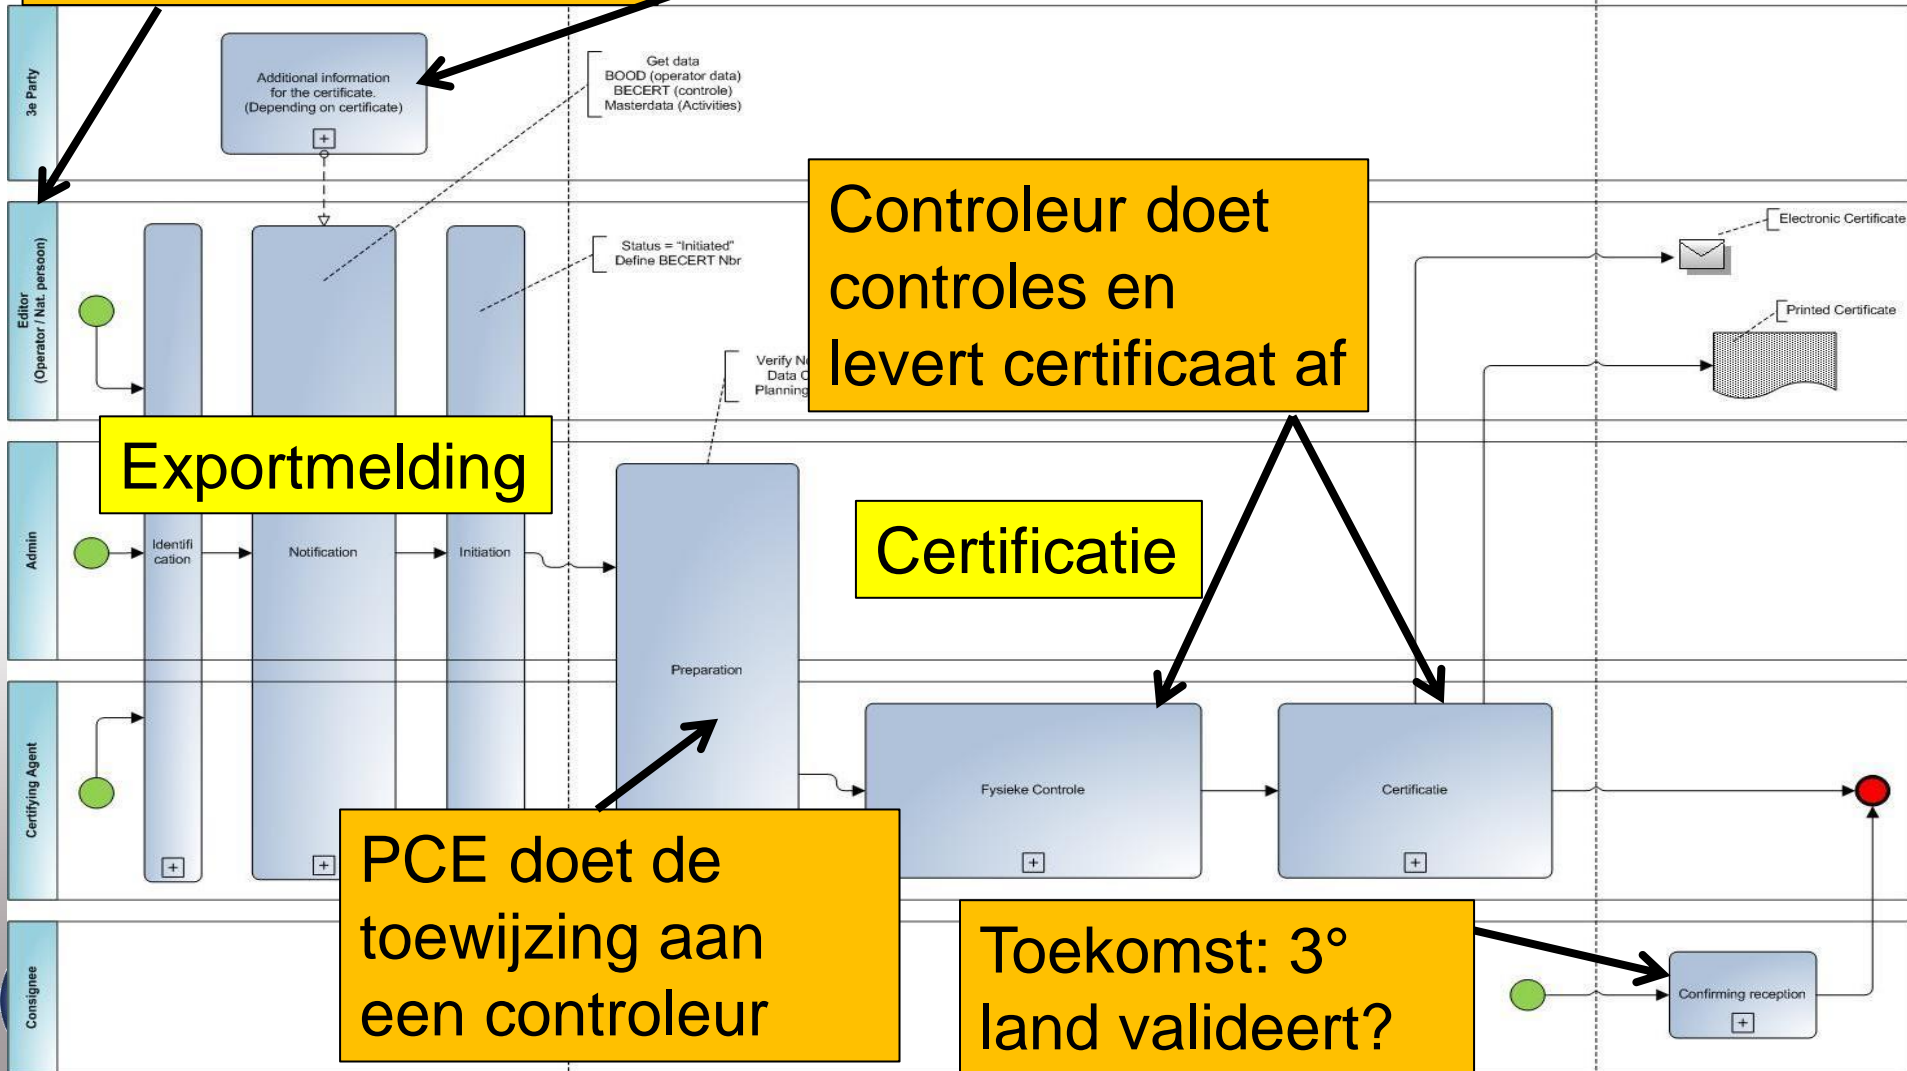 3e Party
Additional information
for the certificate.
(Depending on certificate)
Get data
BOOD (operator data)
BECERT (controle)
Masterdata (Activities)
Editor
(Operator / Nat. persoon)
Status = "Initiated"
Define BECERT Nbr
Controleur doet
controles en
levert certificaat af
Electronic Certificate
Printed Certificate
Verify
Data
Planning
Exportmelding
Certificatie
Admin
Identifi
cation
Notification
Initiation
Preparation
Certifying Agent
Fysieke Controle
Certificatie
PCE doet de
toewijzing aan
een controleur
Consignee
Toekomst: 3°
land valideert?
Confirming reception